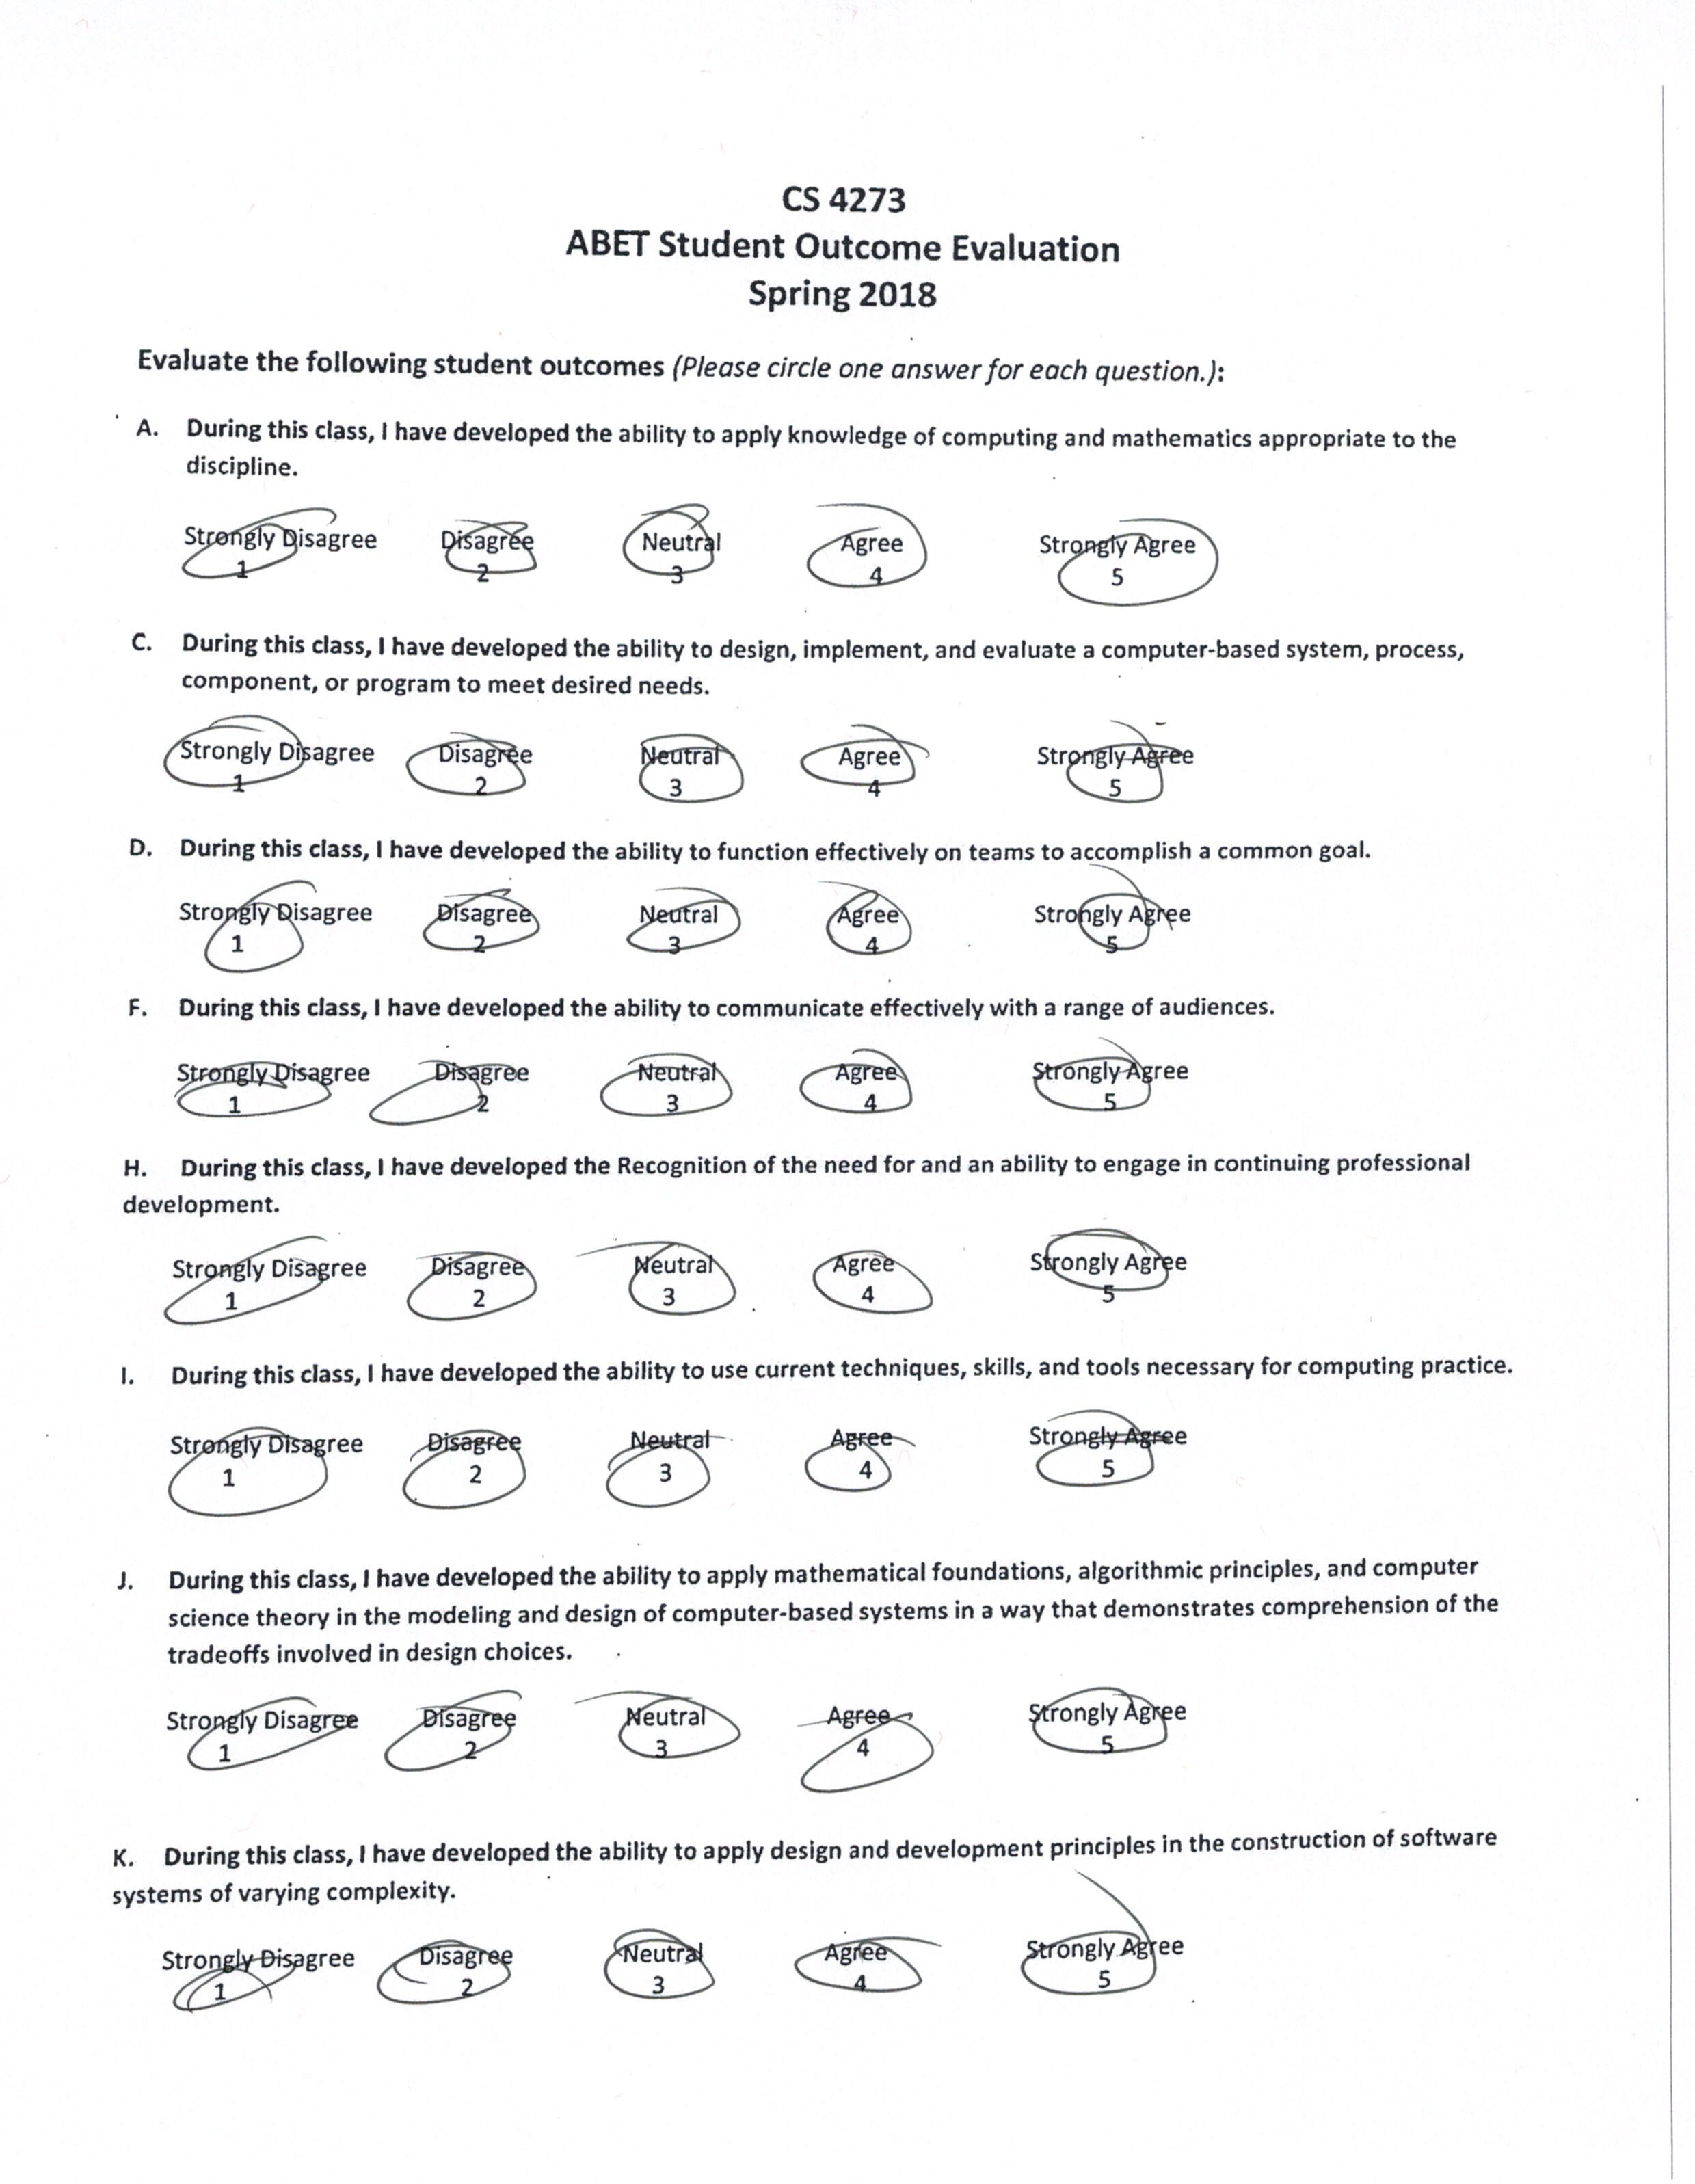 CS 4273
ABET Student Outcome Evaluation
Spring 2018
Evaluate the following student outcomes (Please circle one answer for each question.):
A. During this class, I have developed the ability to apply knowledge of computing and mathematics appropriate to the
discipline.
Strongly Disagree Disagree Neutral Agree Strongly Agree
1 2 3 4 5
C. During this class, I have developed the ability to design, implement, and evaluate a computer-based system, process,
component, or program to meet desired needs.
Strongly Disagree Disagree Neutral Agree Strongly Agree
1 2 3 4 5
D. During this class, I have developed the ability to function effectively on teams to accomplish a common goal.
Strongly Disagree Disagree Neutral Agree Strongly Agree
1 2 3 4 5
F. During this class, I have developed the ability to communicate effectively with a range of audiences.
Strongly Disagree Disagree Neutral Agree Strongly Agree
1 2 3 4 5
H. During this class, I have developed the Recognition of the need for and an ability to engage in continuing professional
development.
Strongly Disagree Disagree Neutral Agree Strongly Agree
1 2 3 4 5
I. During this class, I have developed the ability to use current techniques, skills, and tools necessary for computing practice.
Strongly Disagree Disagree Neutral Agree Strongly Agree
1 2 3 4 5
J. During this class, I have developed the ability to apply mathematical foundations, algorithmic principles, and computer
science theory in the modeling and design of computer-based systems in a way that demonstrates comprehension of the
tradeoffs involved in design choices.
Strongly Disagree Disagree Neutral Agree Strongly Agree
1 2 3 4 5
K. During this class, I have developed the ability to apply design and development principles in the construction of software
systems of varying complexity.
Strongly Disagree Disagree Neutral Agree Strongly Agree
1 2 3 4 5